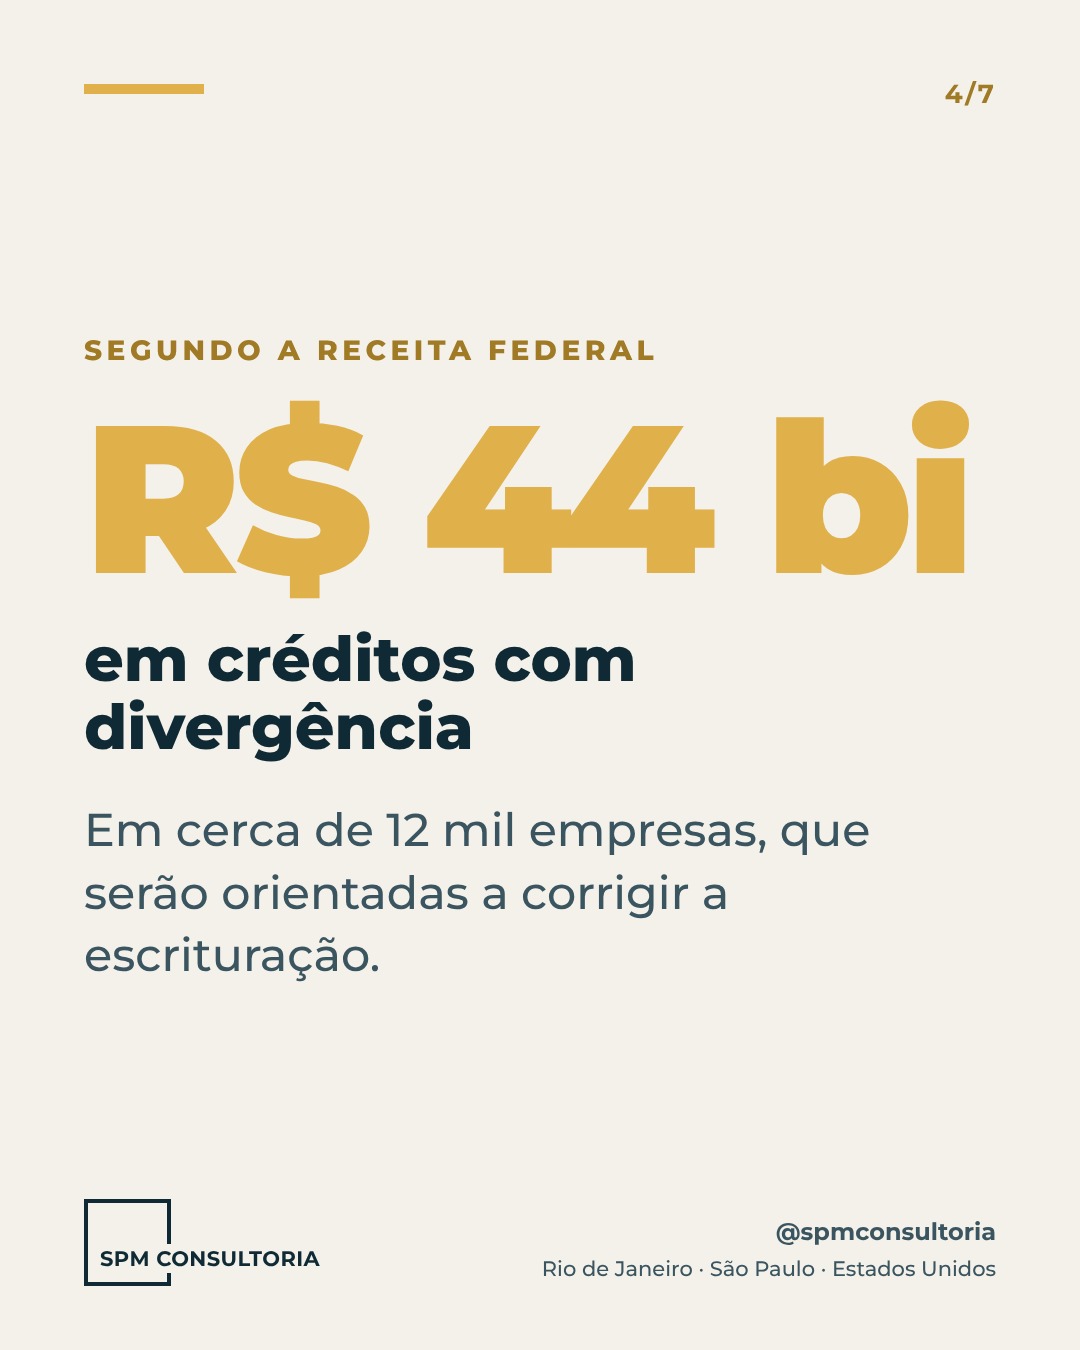 4/7
SEGUNDO A RECEITA FEDERAL
R$ 44 bi
em créditos com
divergência
Em cerca de 12 mil empresas, que
serão orientadas a corrigir a
escrituração.
SPM CONSULTORIA
@spmconsultoria
Rio de Janeiro · São Paulo · Estados Unidos